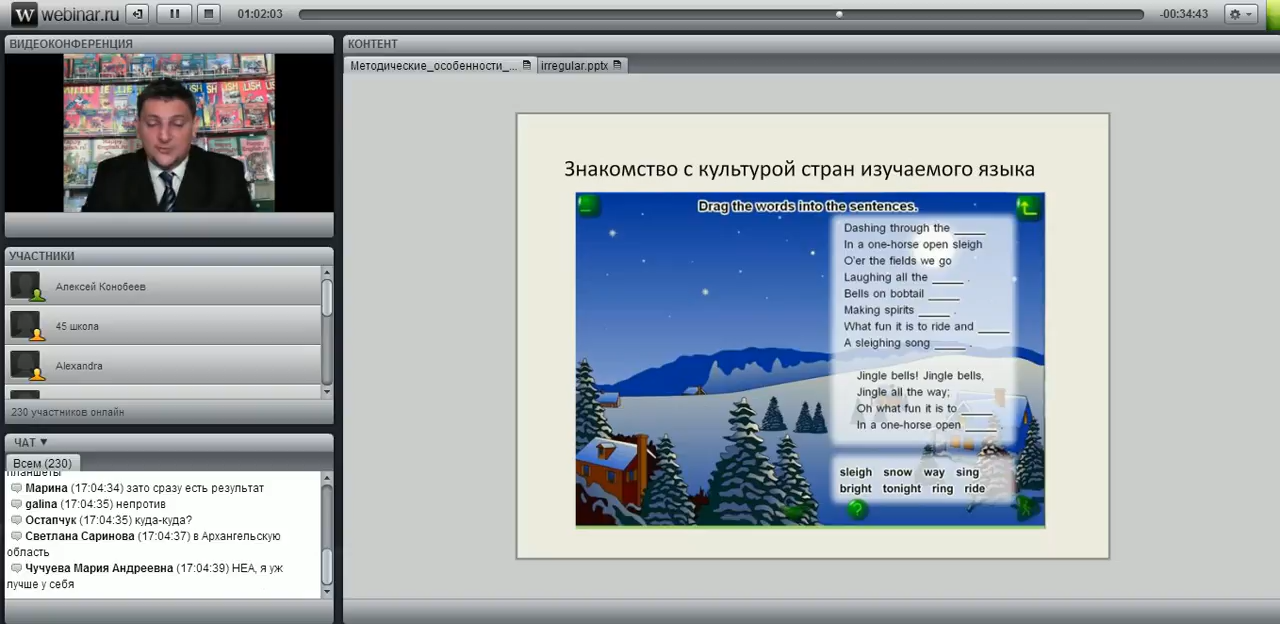 W webinar.ru
01:02:03
-00:34:43
ВИДЕОКОНФЕРЕНЦИЯ
УЧАСТНИКИ
Алексей Конобеев
45 школа
Alexandra
230 участников онлайн
ЧАТ ▼
Всем (230)
планшеты
Марина (17:04:34) зато сразу есть результат
galina (17:04:35) непротив
Остапчук (17:04:35) куда-куда?
Светлана Саринова (17:04:37) в Архангельскую
область
Чучуева Мария Андреевна (17:04:39) НЕА, я уж
лучше у себя
КОНТЕНТ
Методические_особенности_...
irregular.pptx
Знакомство с культурой стран изучаемого языка
Drag the words into the sentences.
Dashing through the _____
In a one-horse open sleigh
O'er the fields we go
Laughing all the _____ .
Bells on bobtail _____
Making spirits _____ .
What fun it is to ride and _____
A sleighing song _____ .
Jingle bells! Jingle bells,
Jingle all the way;
Oh what fun it is to _____
In a one-horse open _____ .
sleigh snow way sing
bright tonight ring ride
?